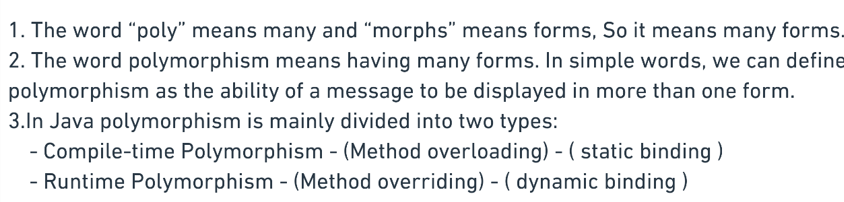 1. The word “poly” means many and “morphs” means forms, So it means many forms.
2. The word polymorphism means having many forms. In simple words, we can define
polymorphism as the ability of a message to be displayed in more than one form.
3.In Java polymorphism is mainly divided into two types:
- Compile-time Polymorphism - (Method overloading) - ( static binding )
- Runtime Polymorphism - (Method overriding) - ( dynamic binding )